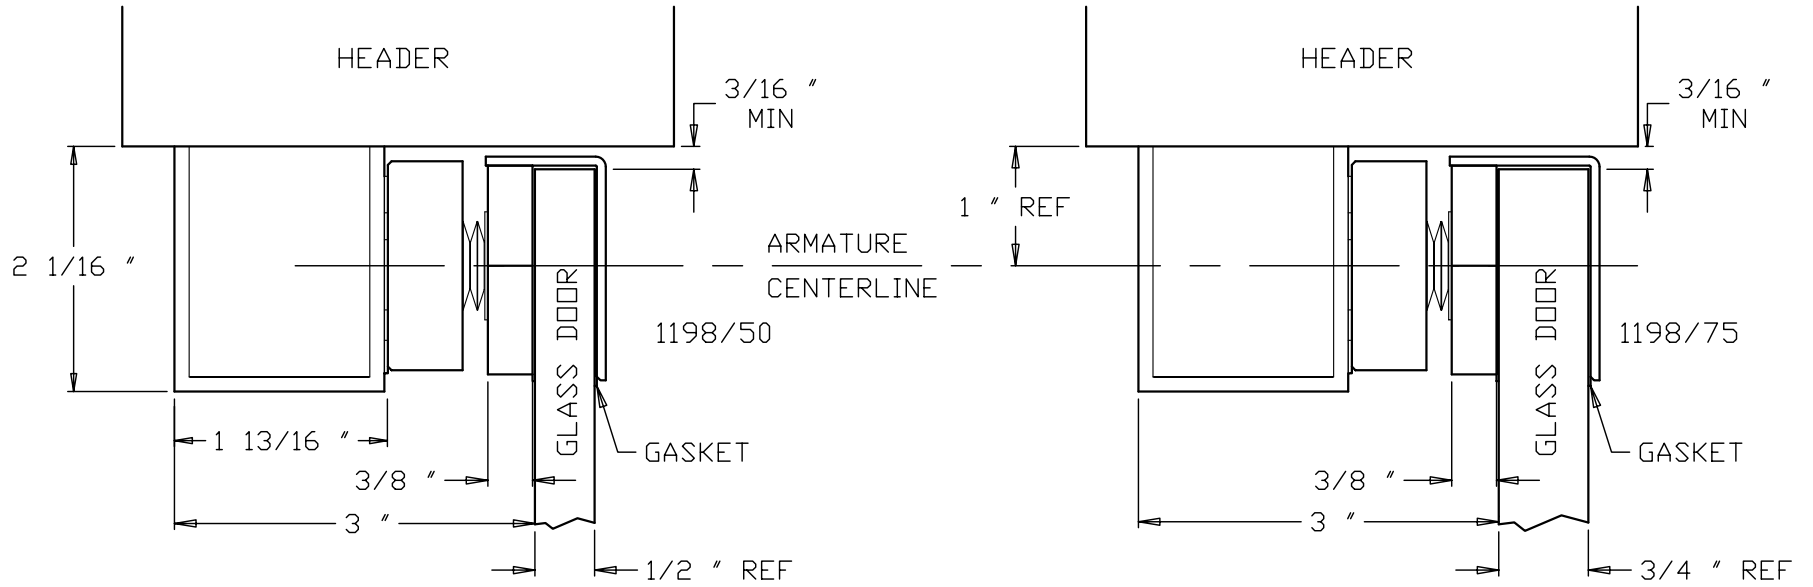 HEADER
3/16 "
MIN
2 1/16 "
ARMATURE
CENTERLINE
1198/50
GLASS DOOR
1 13/16 "
GASKET
3/8 "
3 "
1/2 " REF
HEADER
3/16 "
MIN
1 " REF
1198/75
GLASS DOOR
GASKET
3/8 "
3 "
3/4 " REF